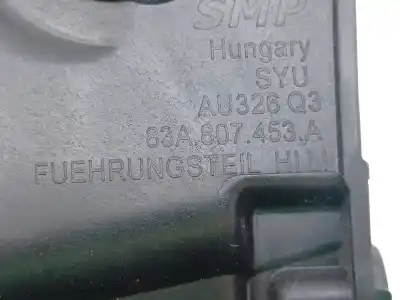 SMP
Hungary
SYU
AU326 Q3
83A.807.453.A
FUEHRUNGSTEIL